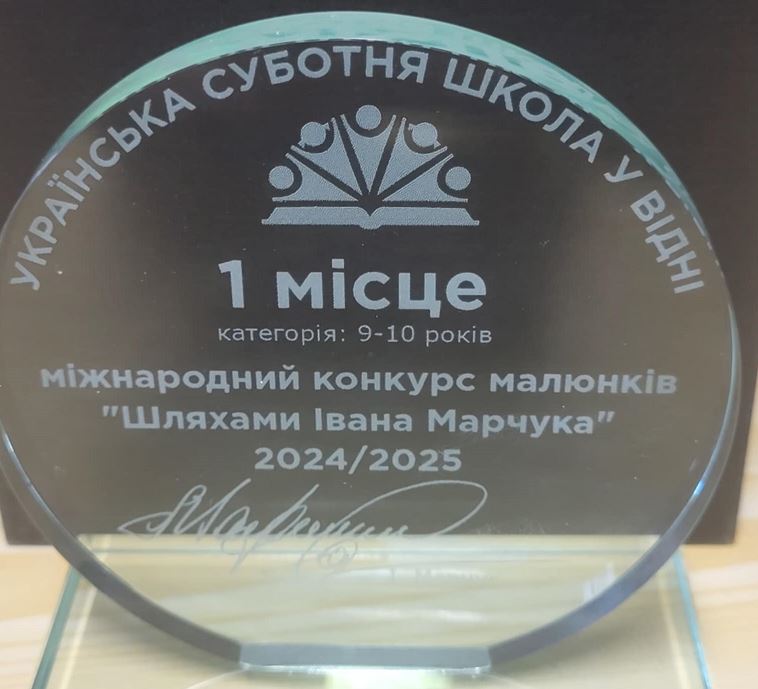 УКРАЇНСЬКА СУБОТНЯ ШКОЛА У ВІДНІ
1 місце
категорія: 9-10 років
міжнародний конкурс малюнків
"Шляхами Івана Марчука"
2024/2025